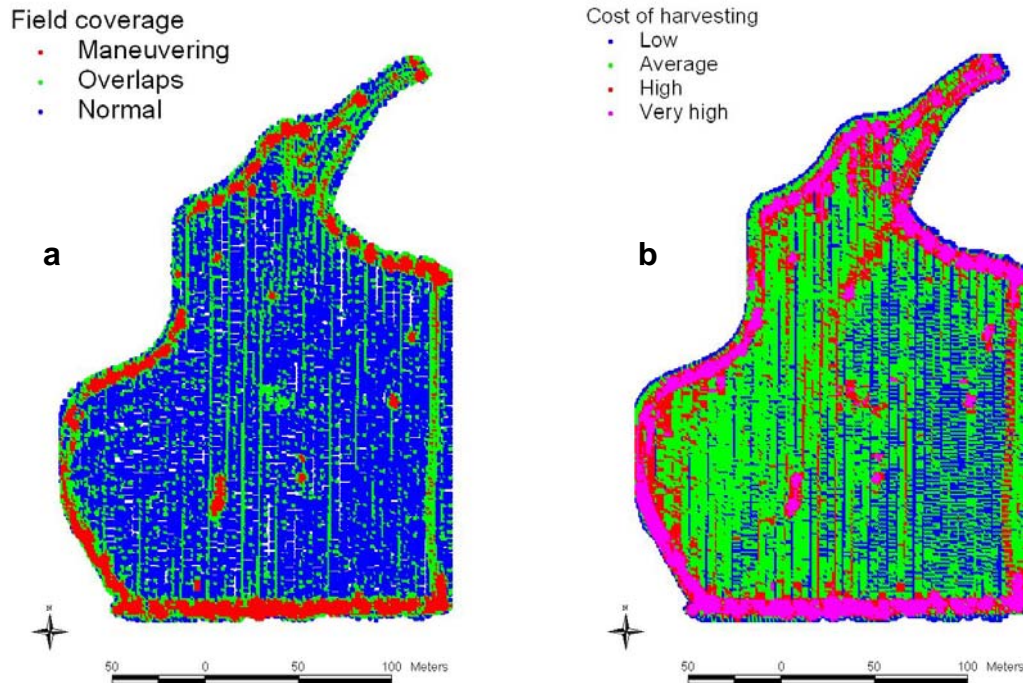 Field coverage
Maneuvering
Overlaps
Normal
a
50 0 50 100 Meters
Cost of harvesting
Low
Average
High
Very high
b
50 0 50 100 Meters